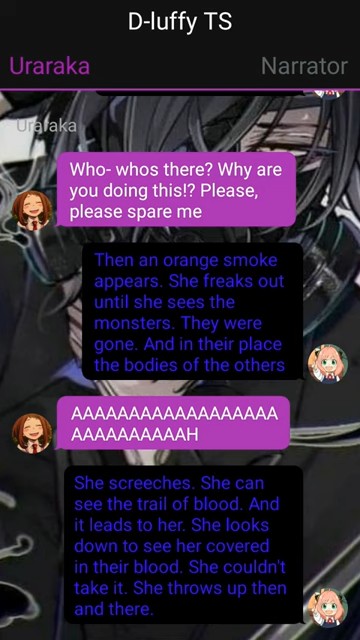 D-luffy TS
Uraraka Narrator
Uraraka
Who- whos there? Why are
you doing this!? Please,
please spare me
Then an orange smoke
appears. She freaks out
until she sees the
monsters. They were
gone. And in their place
the bodies of the others
AAAAAAAAAAAAAAAAAA
AAAAAAAAAAH
She screeches. She can
see the trail of blood. And
it leads to her. She looks
down to see her covered
in their blood. She couldn't
take it. She throws up then
and there.